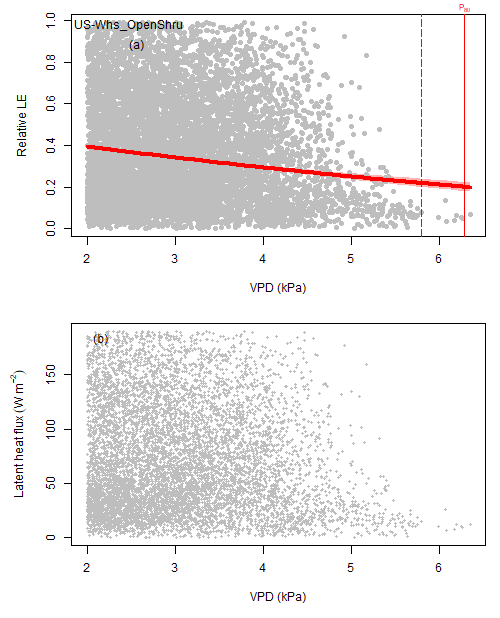 P80
US-Whs_OpenShru
(a)
1.0
0.8
0.6
0.4
0.2
0.0
Relative LE
2 3 4 5 6
VPD (kPa)
(b)
150
100
50
0
Latent heat flux (W m−2)
2 3 4 5 6
VPD (kPa)